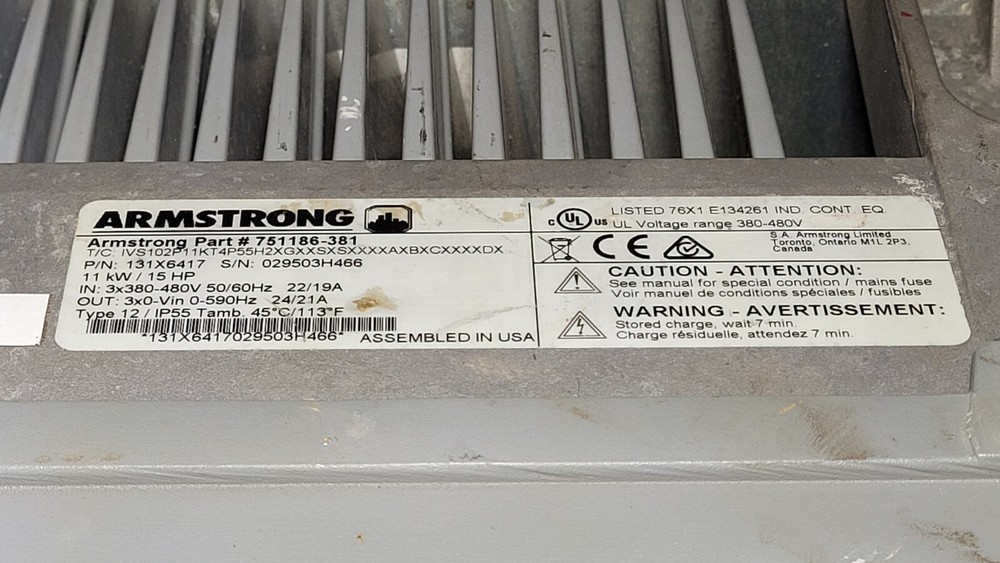 ARMSTRONG
Armstrong Part # 751186-381
T/C: IVS102P11KT4P55H2XGXXSXSXXXXAXBXCXXXXDX
P/N: 131X6417 S/N: 029503H466
11 kW / 15 HP
IN: 3x380-480V 50/60Hz 22/19A
OUT: 3x0-Vin 0-590Hz 24/21A
Type 12 / IP55 Tamb. 45°C/113°F
*131X6417029503H466* ASSEMBLED IN USA
c UL US LISTED 76X1 E134261 IND. CONT. EQ.
UL Voltage range 380-480V
CE
S.A. Armstrong Limited
Toronto, Ontario M1L 2P3,
Canada
CAUTION - ATTENTION:
See manual for special condition / mains fuse
Voir manuel de conditions spéciales / fusibles
WARNING - AVERTISSEMENT:
Stored charge, wait 7 min.
Charge résiduelle, attendez 7 min.